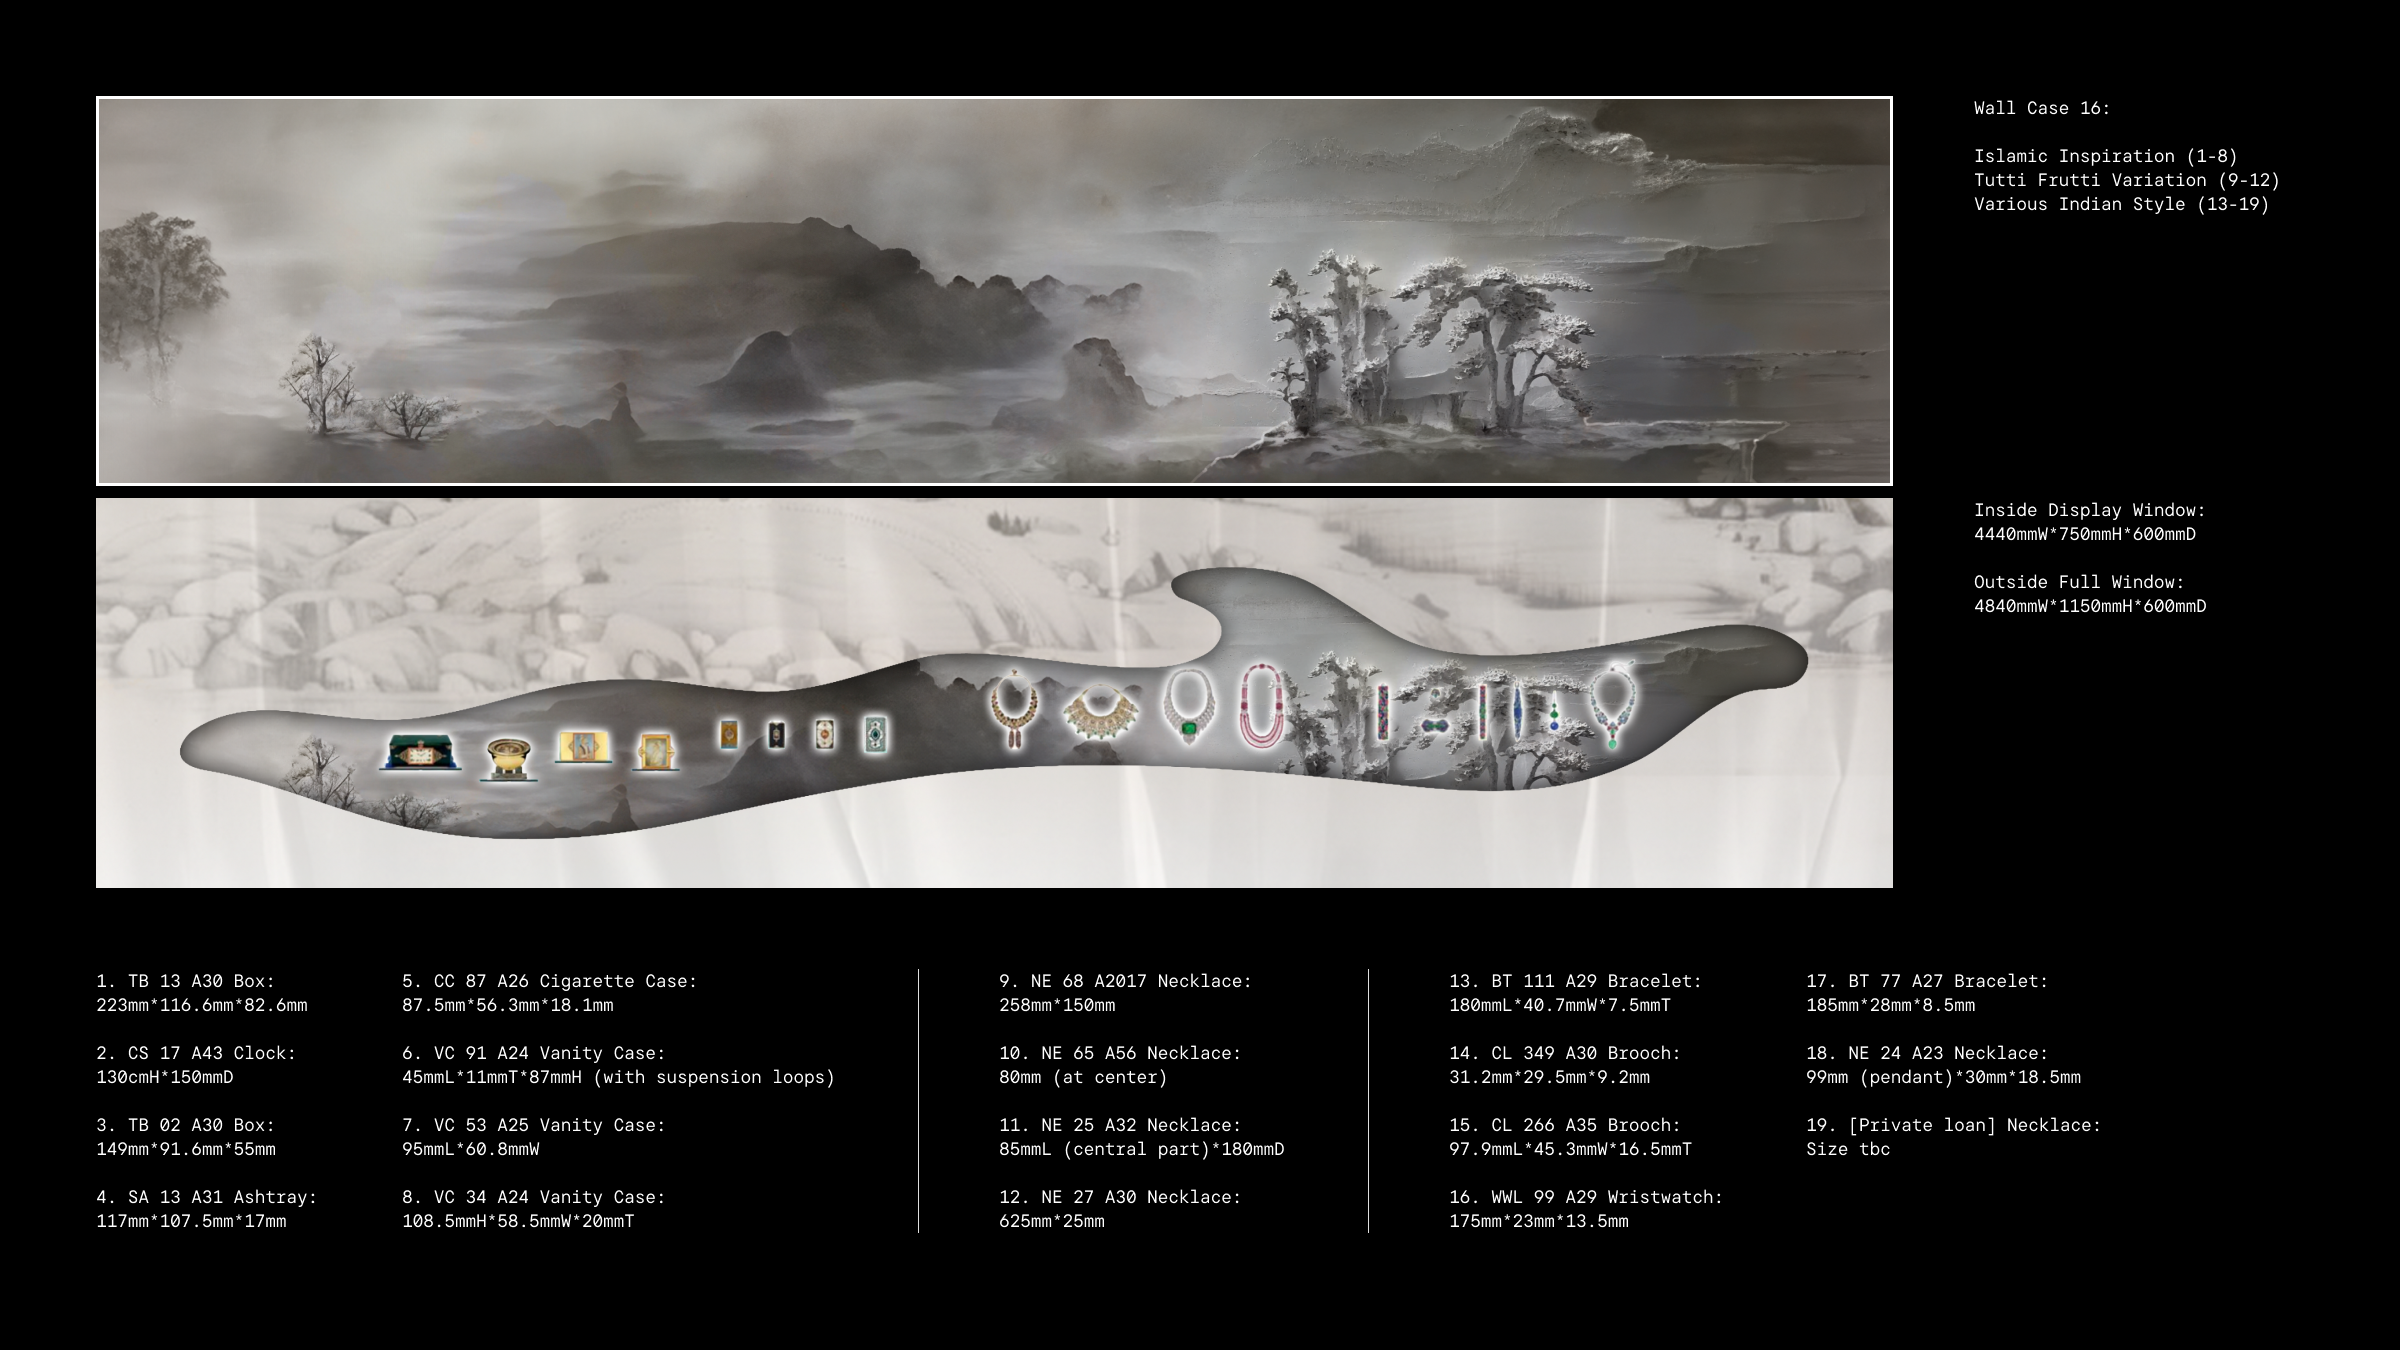 Wall Case 16:
Islamic Inspiration (1-8)
Tutti Frutti Variation (9-12)
Various Indian Style (13-19)
Inside Display Window:
4440mmW*750mmH*600mmD
Outside Full Window:
4840mmW*1150mmH*600mmD
1. TB 13 A30 Box:
223mm*116.6mm*82.6mm
2. CS 17 A43 Clock:
130cmH*150mmD
3. TB 02 A30 Box:
149mm*91.6mm*55mm
4. SA 13 A31 Ashtray:
117mm*107.5mm*17mm
5. CC 87 A26 Cigarette Case:
87.5mm*56.3mm*18.1mm
6. VC 91 A24 Vanity Case:
45mmL*11mmT*87mmH (with suspension loops)
7. VC 53 A25 Vanity Case:
95mmL*60.8mmW
8. VC 34 A24 Vanity Case:
108.5mmH*58.5mmW*20mmT
9. NE 68 A2017 Necklace:
258mm*150mm
10. NE 65 A56 Necklace:
80mm (at center)
11. NE 25 A32 Necklace:
85mmL (central part)*180mmD
12. NE 27 A30 Necklace:
625mm*25mm
13. BT 111 A29 Bracelet:
180mmL*40.7mmW*7.5mmT
14. CL 349 A30 Brooch:
31.2mm*29.5mm*9.2mm
15. CL 266 A35 Brooch:
97.9mmL*45.3mmW*16.5mmT
16. WWL 99 A29 Wristwatch:
175mm*23mm*13.5mm
17. BT 77 A27 Bracelet:
185mm*28mm*8.5mm
18. NE 24 A23 Necklace:
99mm (pendant)*30mm*18.5mm
19. [Private loan] Necklace:
Size tbc